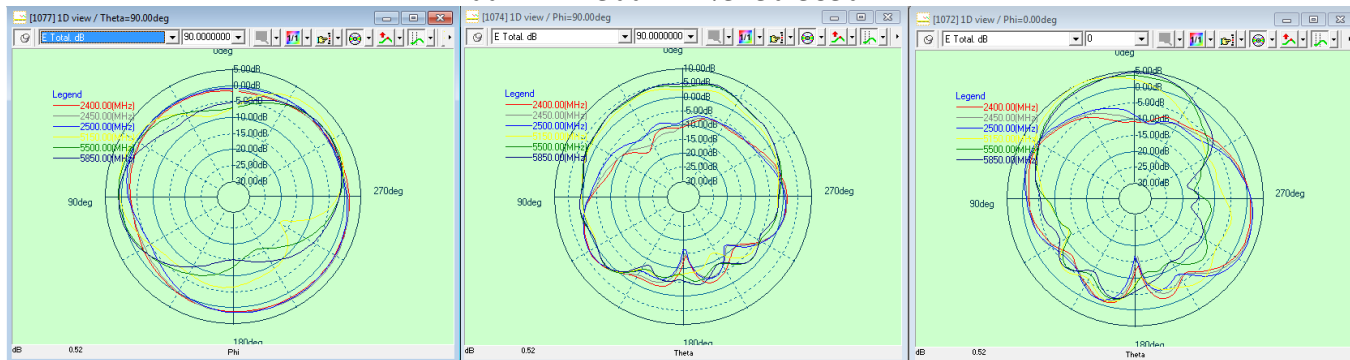 [1077] 1D view / Theta=90.00deg
E Total. dB
90.0000000
0deg
5.00dB
0.00dB
5.00dB
10.00dB
15.00dB
20.00dB
25.00dB
30.00dB
Legend
2400.00(MHz)
2450.00(MHz)
2500.00(MHz)
5500.00(MHz)
5850.00(MHz)
90deg
270deg
180deg
dB
0.52
Phi
[1074] 1D view / Phi=90.00deg
E Total. dB
90.0000000
0deg
10.00dB
5.00dB
0.00dB
5.00dB
10.00dB
15.00dB
20.00dB
25.00dB
30.00dB
Legend
2400.00(MHz)
2450.00(MHz)
2500.00(MHz)
5500.00(MHz)
5850.00(MHz)
90deg
270deg
180deg
dB
0.52
Theta
[1072] 1D view / Phi=0.00deg
E Total. dB
0
0deg
5.00dB
0.00dB
5.00dB
10.00dB
15.00dB
20.00dB
25.00dB
30.00dB
Legend
2400.00(MHz)
2450.00(MHz)
2500.00(MHz)
5500.00(MHz)
5850.00(MHz)
90deg
270deg
180deg
dB
0.52
Theta